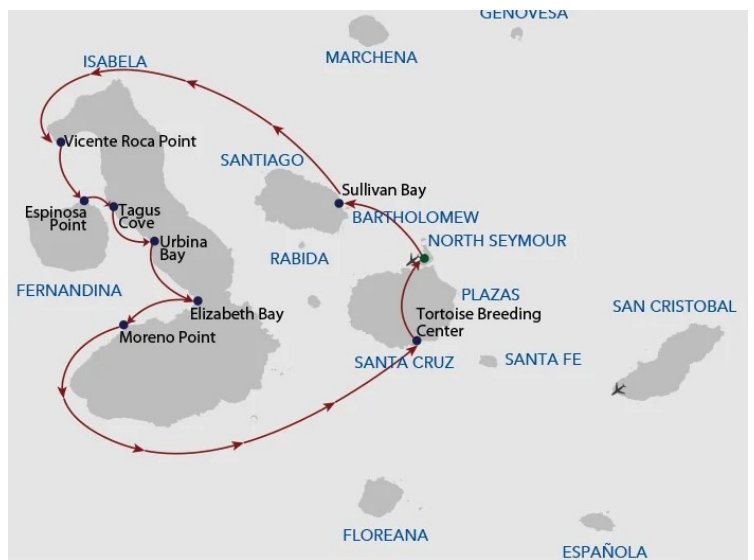 GENOVESA
MARCHENA
ISABELA
Vicente Roca Point
SANTIAGO
Sullivan Bay
Espinosa
Point
Tagus
Cove
BARTHOLOMEW
Urbina
Bay
NORTH SEYMOUR
RABIDA
FERNANDINA
PLAZAS
Elizabeth Bay
Tortoise Breeding
Center
SAN CRISTOBAL
Moreno Point
SANTA CRUZ
SANTA FE
FLOREANA
ESPAÑOLA